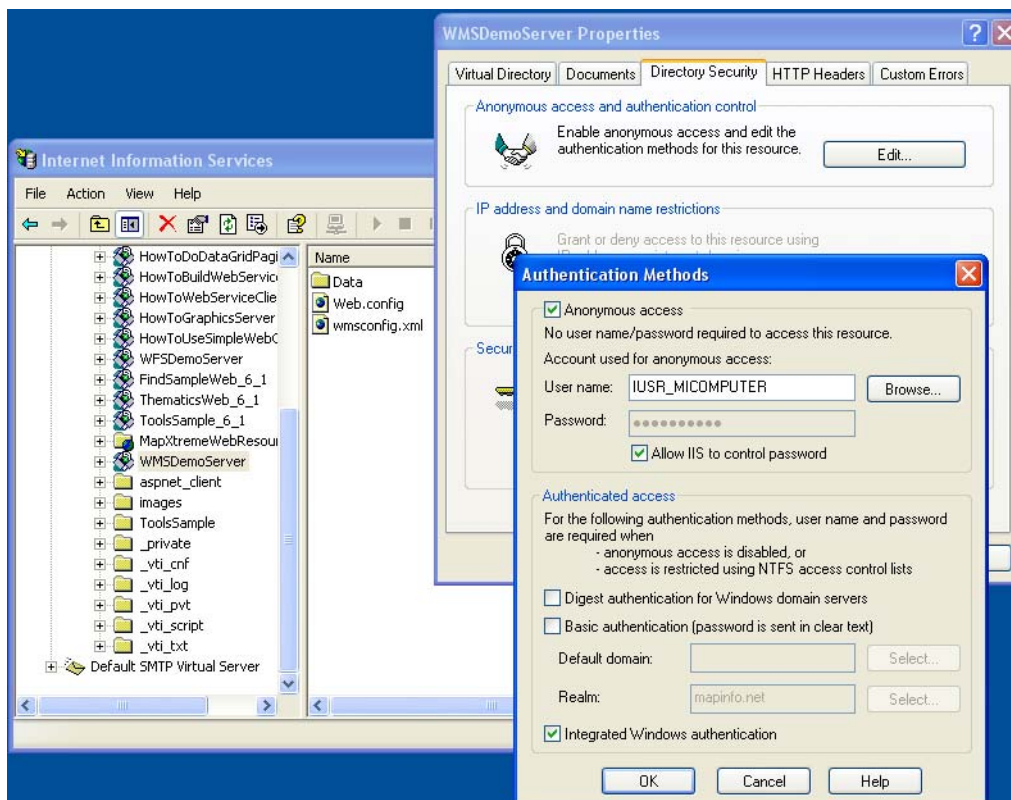 WMSDemoServer Properties
Virtual Directory
Documents
Directory Security
HTTP Headers
Custom Errors
Anonymous access and authentication control
Enable anonymous access and edit the
authentication methods for this resource.
Edit...
IP address and domain name restrictions
Grant or deny access to this resource using
Secur
Internet Information Services
File Action View Help
HowToDoDataGridPagi
HowToBuildWebService
HowToWebServiceClie
HowToGraphicsServer
HowToUseSimpleWebC
WFSDemoServer
FindSampleWeb_6_1
ThematicsWeb_6_1
ToolsSample_6_1
MapXtremeWebResour
WMSDemoServer
aspnet_client
images
ToolsSample
_private
_vti_cnf
_vti_log
_vti_pvt
_vti_script
_vti_txt
Default SMTP Virtual Server
Name
Data
Web.config
wmsconfig.xml
Authentication Methods
Anonymous access
No user name/password required to access this resource.
Account used for anonymous access:
User name: IUSR_MICOMPUTER Browse...
Password:
Allow IIS to control password
Authenticated access
For the following authentication methods, user name and password
are required when
- anonymous access is disabled, or
- access is restricted using NTFS access control lists
Digest authentication for Windows domain servers
Basic authentication (password is sent in clear text)
Default domain: Select...
Realm: mapinfo.net Select...
Integrated Windows authentication
OK Cancel Help